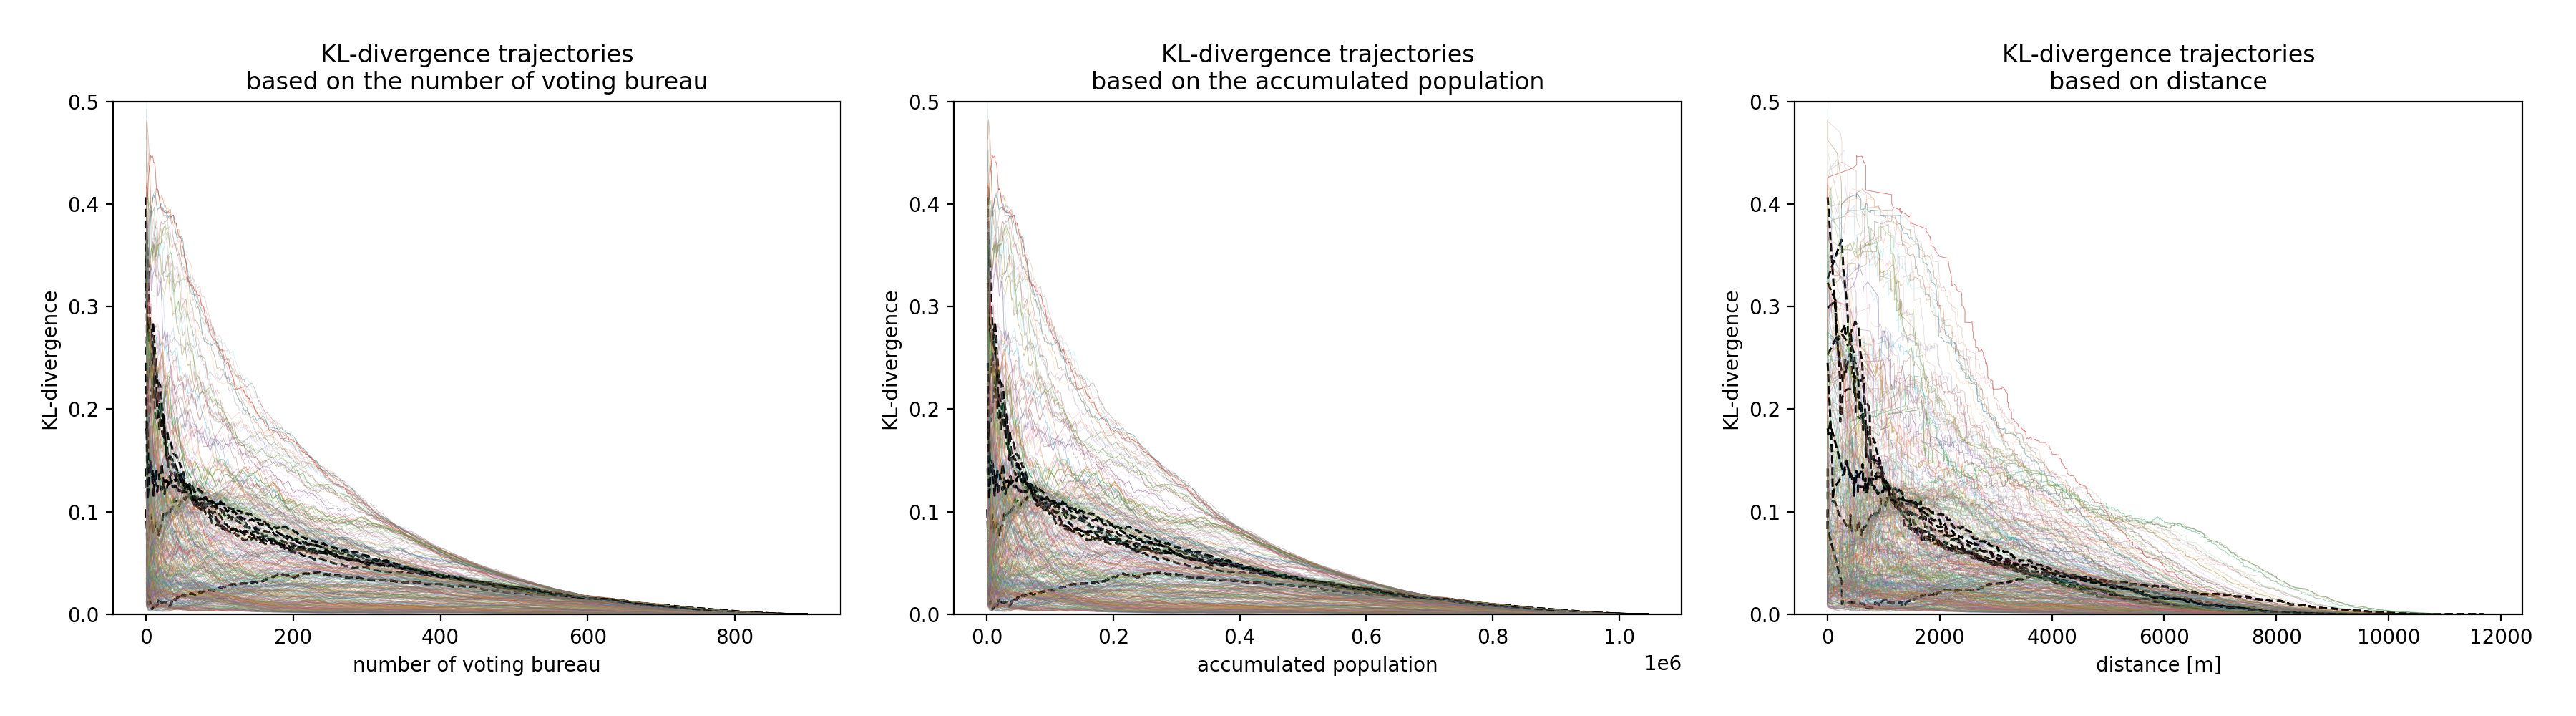 KL-divergence trajectories
based on the number of voting bureau
0.5
0.4
0.3
0.2
0.1
0.0
KL-divergence
0 200 400 600 800
number of voting bureau
KL-divergence trajectories
based on the accumulated population
0.5
0.4
0.3
0.2
0.1
0.0
KL-divergence
0.0 0.2 0.4 0.6 0.8 1.0
1e6
accumulated population
KL-divergence trajectories
based on distance
0.5
0.4
0.3
0.2
0.1
0.0
KL-divergence
0 2000 4000 6000 8000 10000 12000
distance [m]